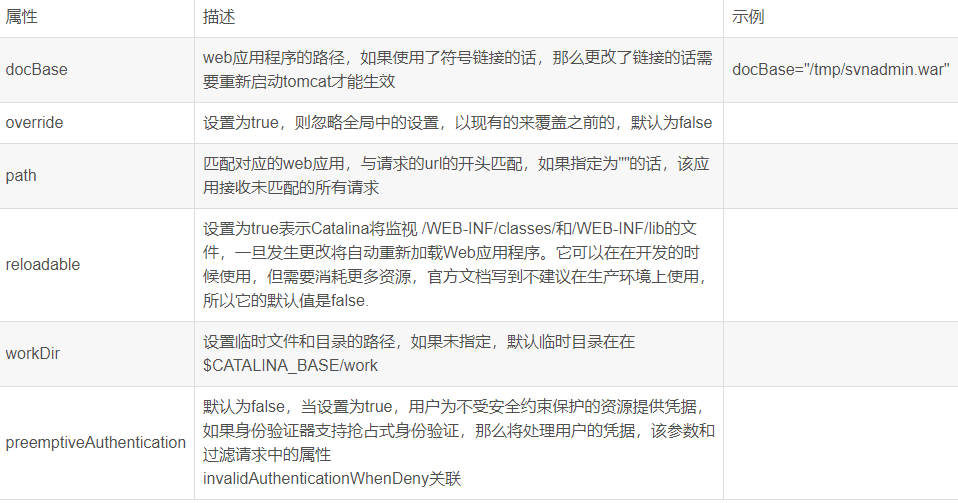 属性 描述 示例
docBase web应用程序的路径，如果使用了符号链接的话，那么更改了链接的话需 docBase="/tmp/svnadmin.war"
要重新启动tomcat才能生效
override 设置为true，则忽略全局中的设置，以现有的来覆盖之前的，默认为false
path 匹配对应的web应用，与请求的url的开头匹配，如果指定为""的话，该应
用接收未匹配的所有请求
reloadable 设置为true表示Catalina将监视 /WEB-INF/classes/和/WEB-INF/lib的文
件，一旦发生更改将自动重新加载Web应用程序。它可以在在开发的时
候使用，但需要消耗更多资源，官方文档写到不建议在生产环境上使用，
所以它的默认值是false.
workDir 设置临时文件和目录的路径，如果未指定，默认临时目录在在
$CATALINA_BASE/work
preemptiveAuthentication 默认为false，当设置为true，用户为不受安全约束保护的资源提供凭据，
如果身份验证器支持抢占式身份验证，那么将处理用户的凭据，该参数和
过滤请求中的属性
invalidAuthenticationWhenDeny关联